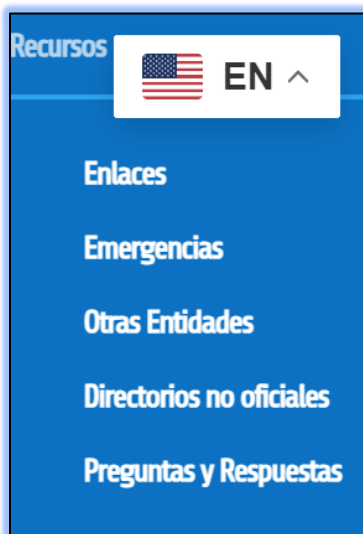 Recursos
EN
Enlaces
Emergencias
Otras Entidades
Directorios no oficiales
Preguntas y Respuestas